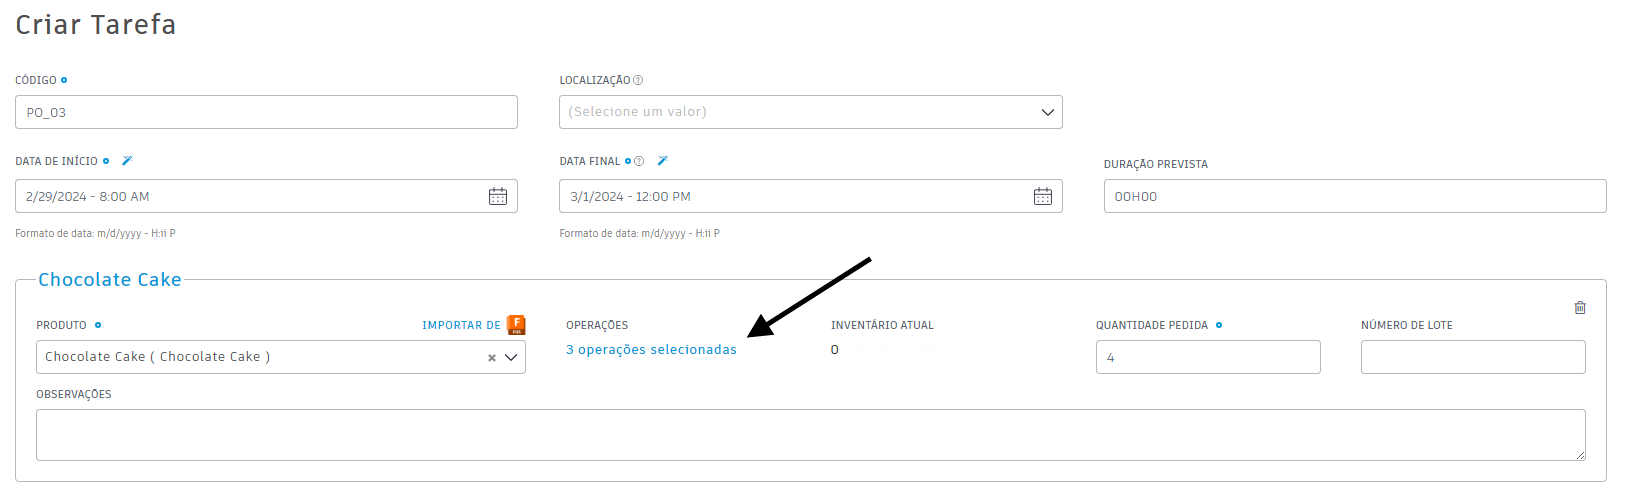 Criar Tarefa
CÓDIGO
LOCALIZAÇÃO
PO_03
(Selecione um valor)
DATA DE INÍCIO
DATA FINAL
DURAÇÃO PREVISTA
2/29/2024 - 8:00 AM
3/1/2024 - 12:00 PM
00H00
Formato de data: m/d/yyyy - H:ii P
Formato de data: m/d/yyyy - H:ii P
Chocolate Cake
PRODUTO
IMPORTAR DE
F
OPERAÇÕES
INVENTÁRIO ATUAL
QUANTIDADE PEDIDA
NÚMERO DE LOTE
Chocolate Cake ( Chocolate Cake )
3 operações selecionadas
0
4
OBSERVAÇÕES